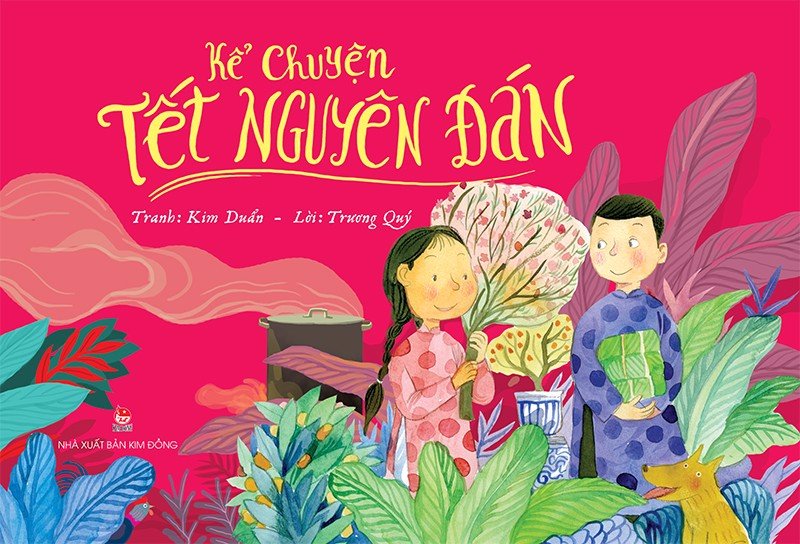 Kể Chuyện
TẾT NGUYÊN ĐÁN
Tranh: Kim Duẩn - Lời: Trương Quý
NHÀ XUẤT BẢN KIM ĐỒNG